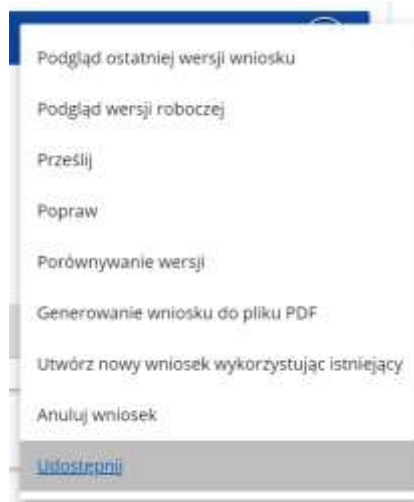 Podgląd ostatniej wersji wniosku
Podgląd wersji roboczej
Prześlij
Popraw
Porównywanie wersji
Generowanie wniosku do pliku PDF
Utwórz nowy wniosek wykorzystując istniejący
Anuluj wniosek
Udostępnij